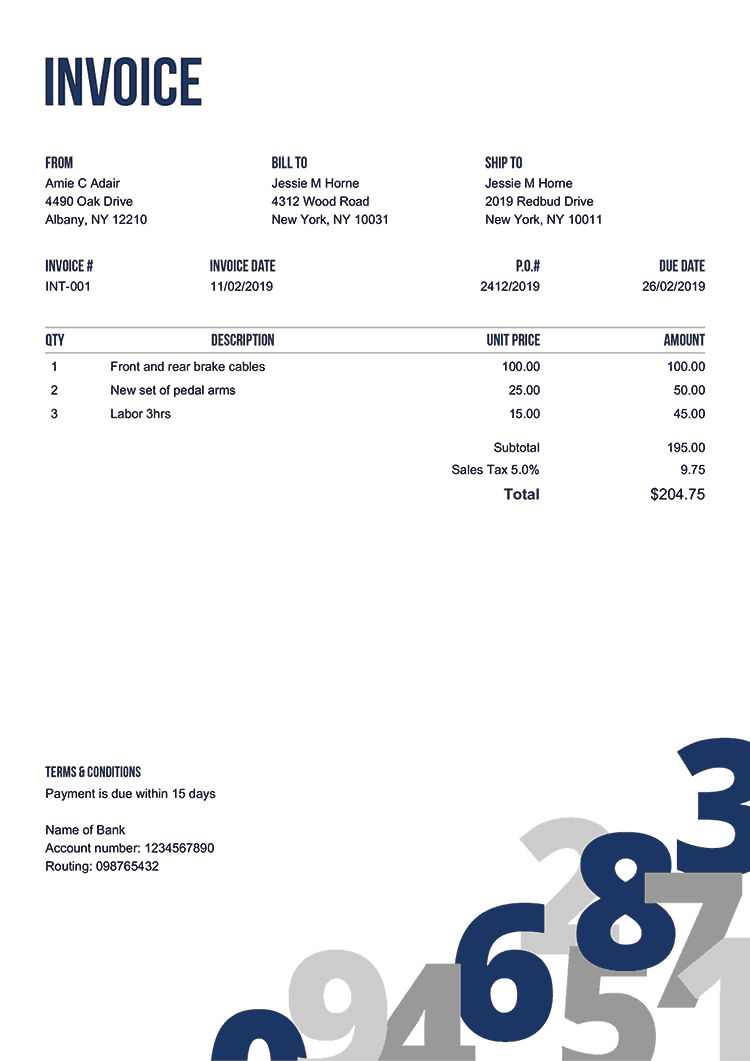 INVOICE
FROM BILL TO SHIP TO
Amie C Adair Jessie M Horne Jessie M Horne
4490 Oak Drive 4312 Wood Road 2019 Redbud Drive
Albany, NY 12210 New York, NY 10031 New York, NY 10011
INVOICE # INVOICE DATE P.O.# DUE DATE
INT-001 11/02/2019 2412/2019 26/02/2019
QTY DESCRIPTION UNIT PRICE AMOUNT
1 Front and rear brake cables 100.00 100.00
2 New set of pedal arms 25.00 50.00
3 Labor 3hrs 15.00 45.00
Subtotal 195.00
Sales Tax 5.0% 9.75
Total $204.75
TERMS & CONDITIONS
Payment is due within 15 days
Name of Bank
Account number: 1234567890
Routing: 098765432
3
2 8 7
6 5 1
0 9 4